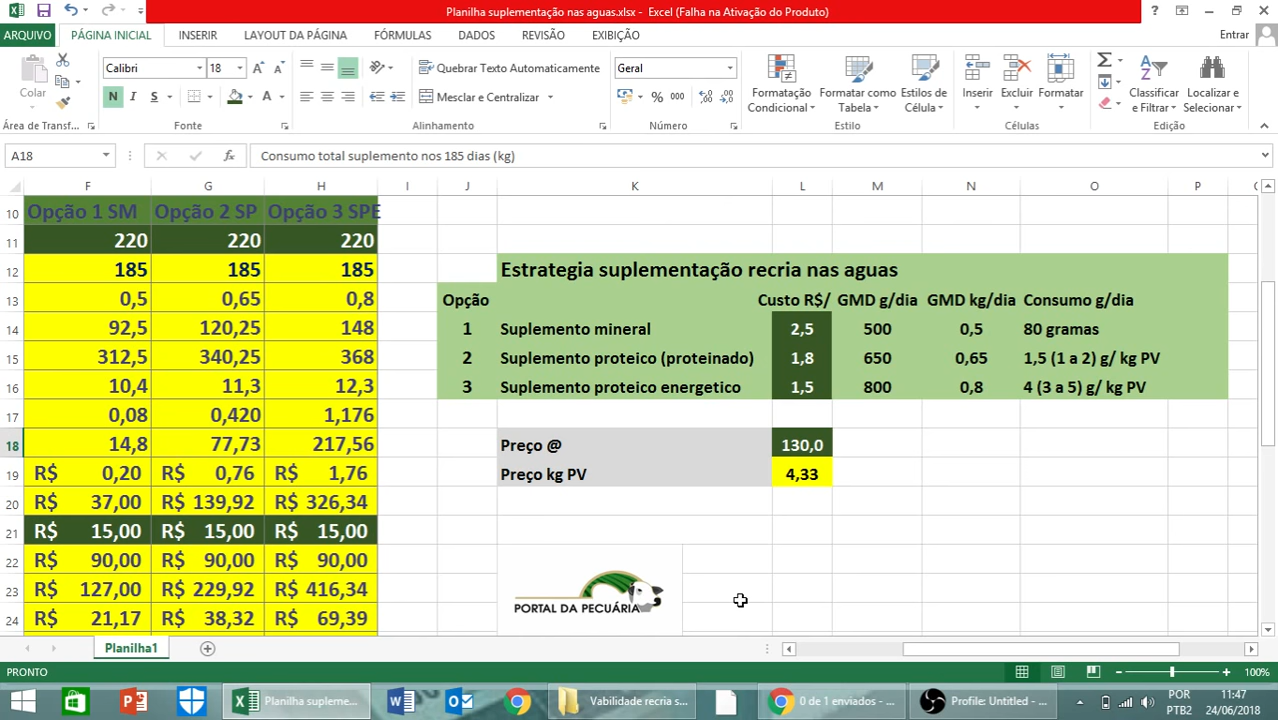 Planilha suplementação nas aguas.xlsx - Excel (Falha na Ativação do Produto)
ARQUIVO PÁGINA INICIAL INSERIR LAYOUT DA PÁGINA FÓRMULAS DADOS REVISÃO EXIBIÇÃO Entrar
Colar
Calibri 18
N I S
Quebrar Texto Automaticamente
Mesclar e Centralizar
Geral
% 000
Formatação Condicional
Formatar como Tabela
Estilos de Célula
Inserir
Excluir
Formatar
Classificar e Filtrar
Localizar e Selecionar
Área de Transf... Fonte Alinhamento Número Estilo Células Edição
A18 fx Consumo total suplemento nos 185 dias (kg)
F G H I J K L M N O P
10 Opção 1 SM Opção 2 SP Opção 3 SPE
11 220 220 220
12 185 185 185 Estrategia suplementação recria nas aguas
13 0,5 0,65 0,8 Opção Custo R$/ GMD g/dia GMD kg/dia Consumo g/dia
14 92,5 120,25 148 1 Suplemento mineral 2,5 500 0,5 80 gramas
15 312,5 340,25 368 2 Suplemento proteico (proteinado) 1,8 650 0,65 1,5 (1 a 2) g/ kg PV
16 10,4 11,3 12,3 3 Suplemento proteico energetico 1,5 800 0,8 4 (3 a 5) g/ kg PV
17 0,08 0,420 1,176
18 14,8 77,73 217,56 Preço @ 130,0
19 R$ 0,20 R$ 0,76 R$ 1,76 Preço kg PV 4,33
20 R$ 37,00 R$ 139,92 R$ 326,34
21 R$ 15,00 R$ 15,00 R$ 15,00
22 R$ 90,00 R$ 90,00 R$ 90,00
23 R$ 127,00 R$ 229,92 R$ 416,34 PORTAL DA PECUÁRIA
24 R$ 21,17 R$ 38,32 R$ 69,39
Planilha1
PRONTO 100%
Planilha supleme... Vabilidade recria s... 0 de 1 enviados - ... Profile: Untitled - ... POR 11:47
PTB2 24/06/2018